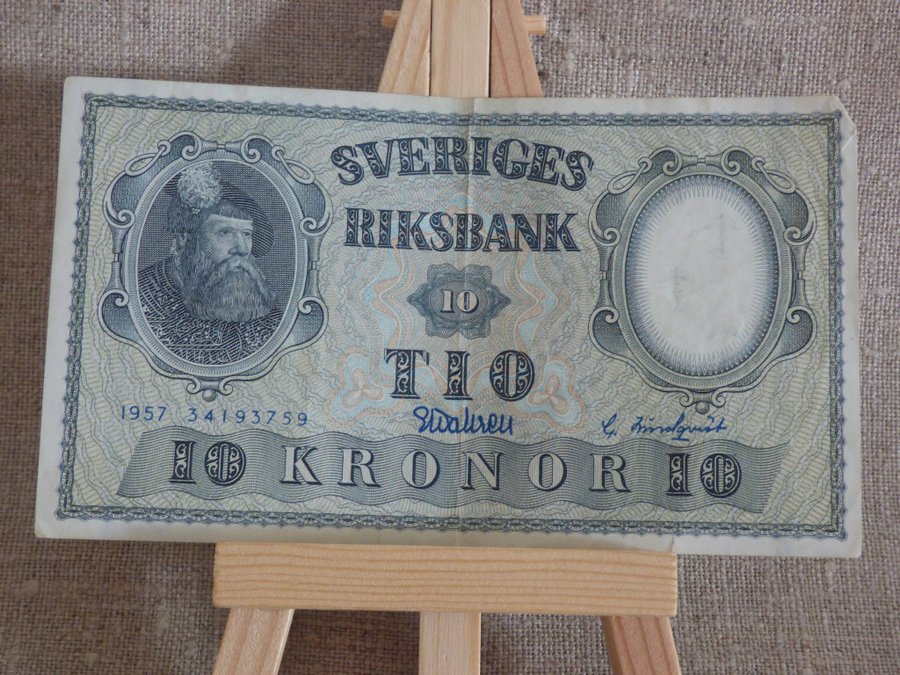 SVERIGES
RIKSBANK
10
TIO
1957 34193759
10 KRONOR 10